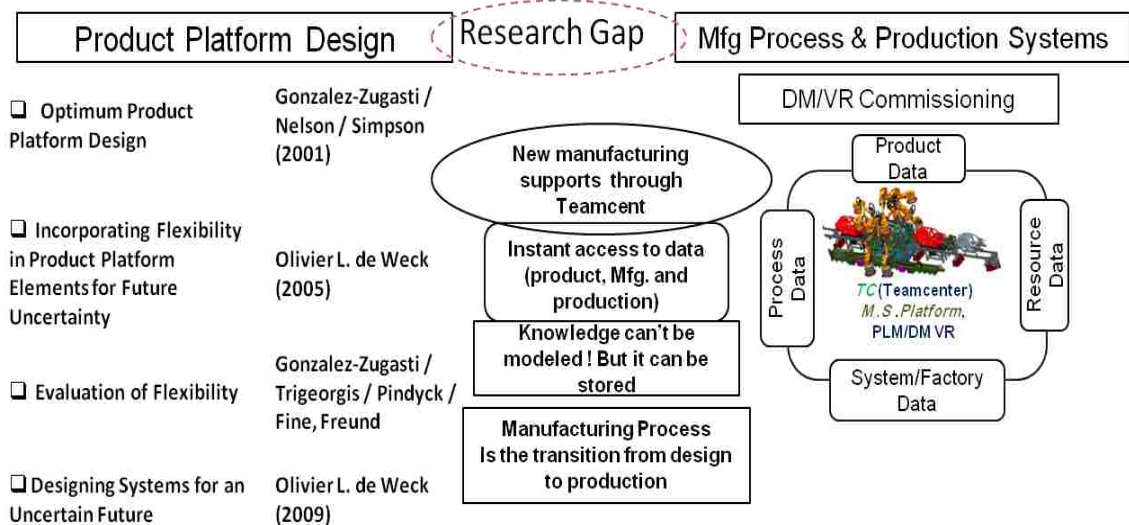 Product Platform Design
Research Gap
Mfg Process & Production Systems
❑ Optimum Product
Platform Design
Gonzalez-Zugasti /
Nelson / Simpson
(2001)
❑ Incorporating Flexibility
in Product Platform
Elements for Future
Uncertainty
Olivier L. de Weck
(2005)
❑ Evaluation of Flexibility
Gonzalez-Zugasti /
Trigeorgis / Pindyck /
Fine, Freund
❑ Designing Systems for an
Uncertain Future
Olivier L. de Weck
(2009)
New manufacturing
supports through
Teamcent
Instant access to data
(product, Mfg. and
production)
Knowledge can't be
modeled ! But it can be
stored
Manufacturing Process
Is the transition from design
to production
DM/VR Commissioning
Product
Data
Process
Data
Resource
Data
TC (Teamcenter)
M.S.Platform,
PLM/DM VR
System/Factory
Data